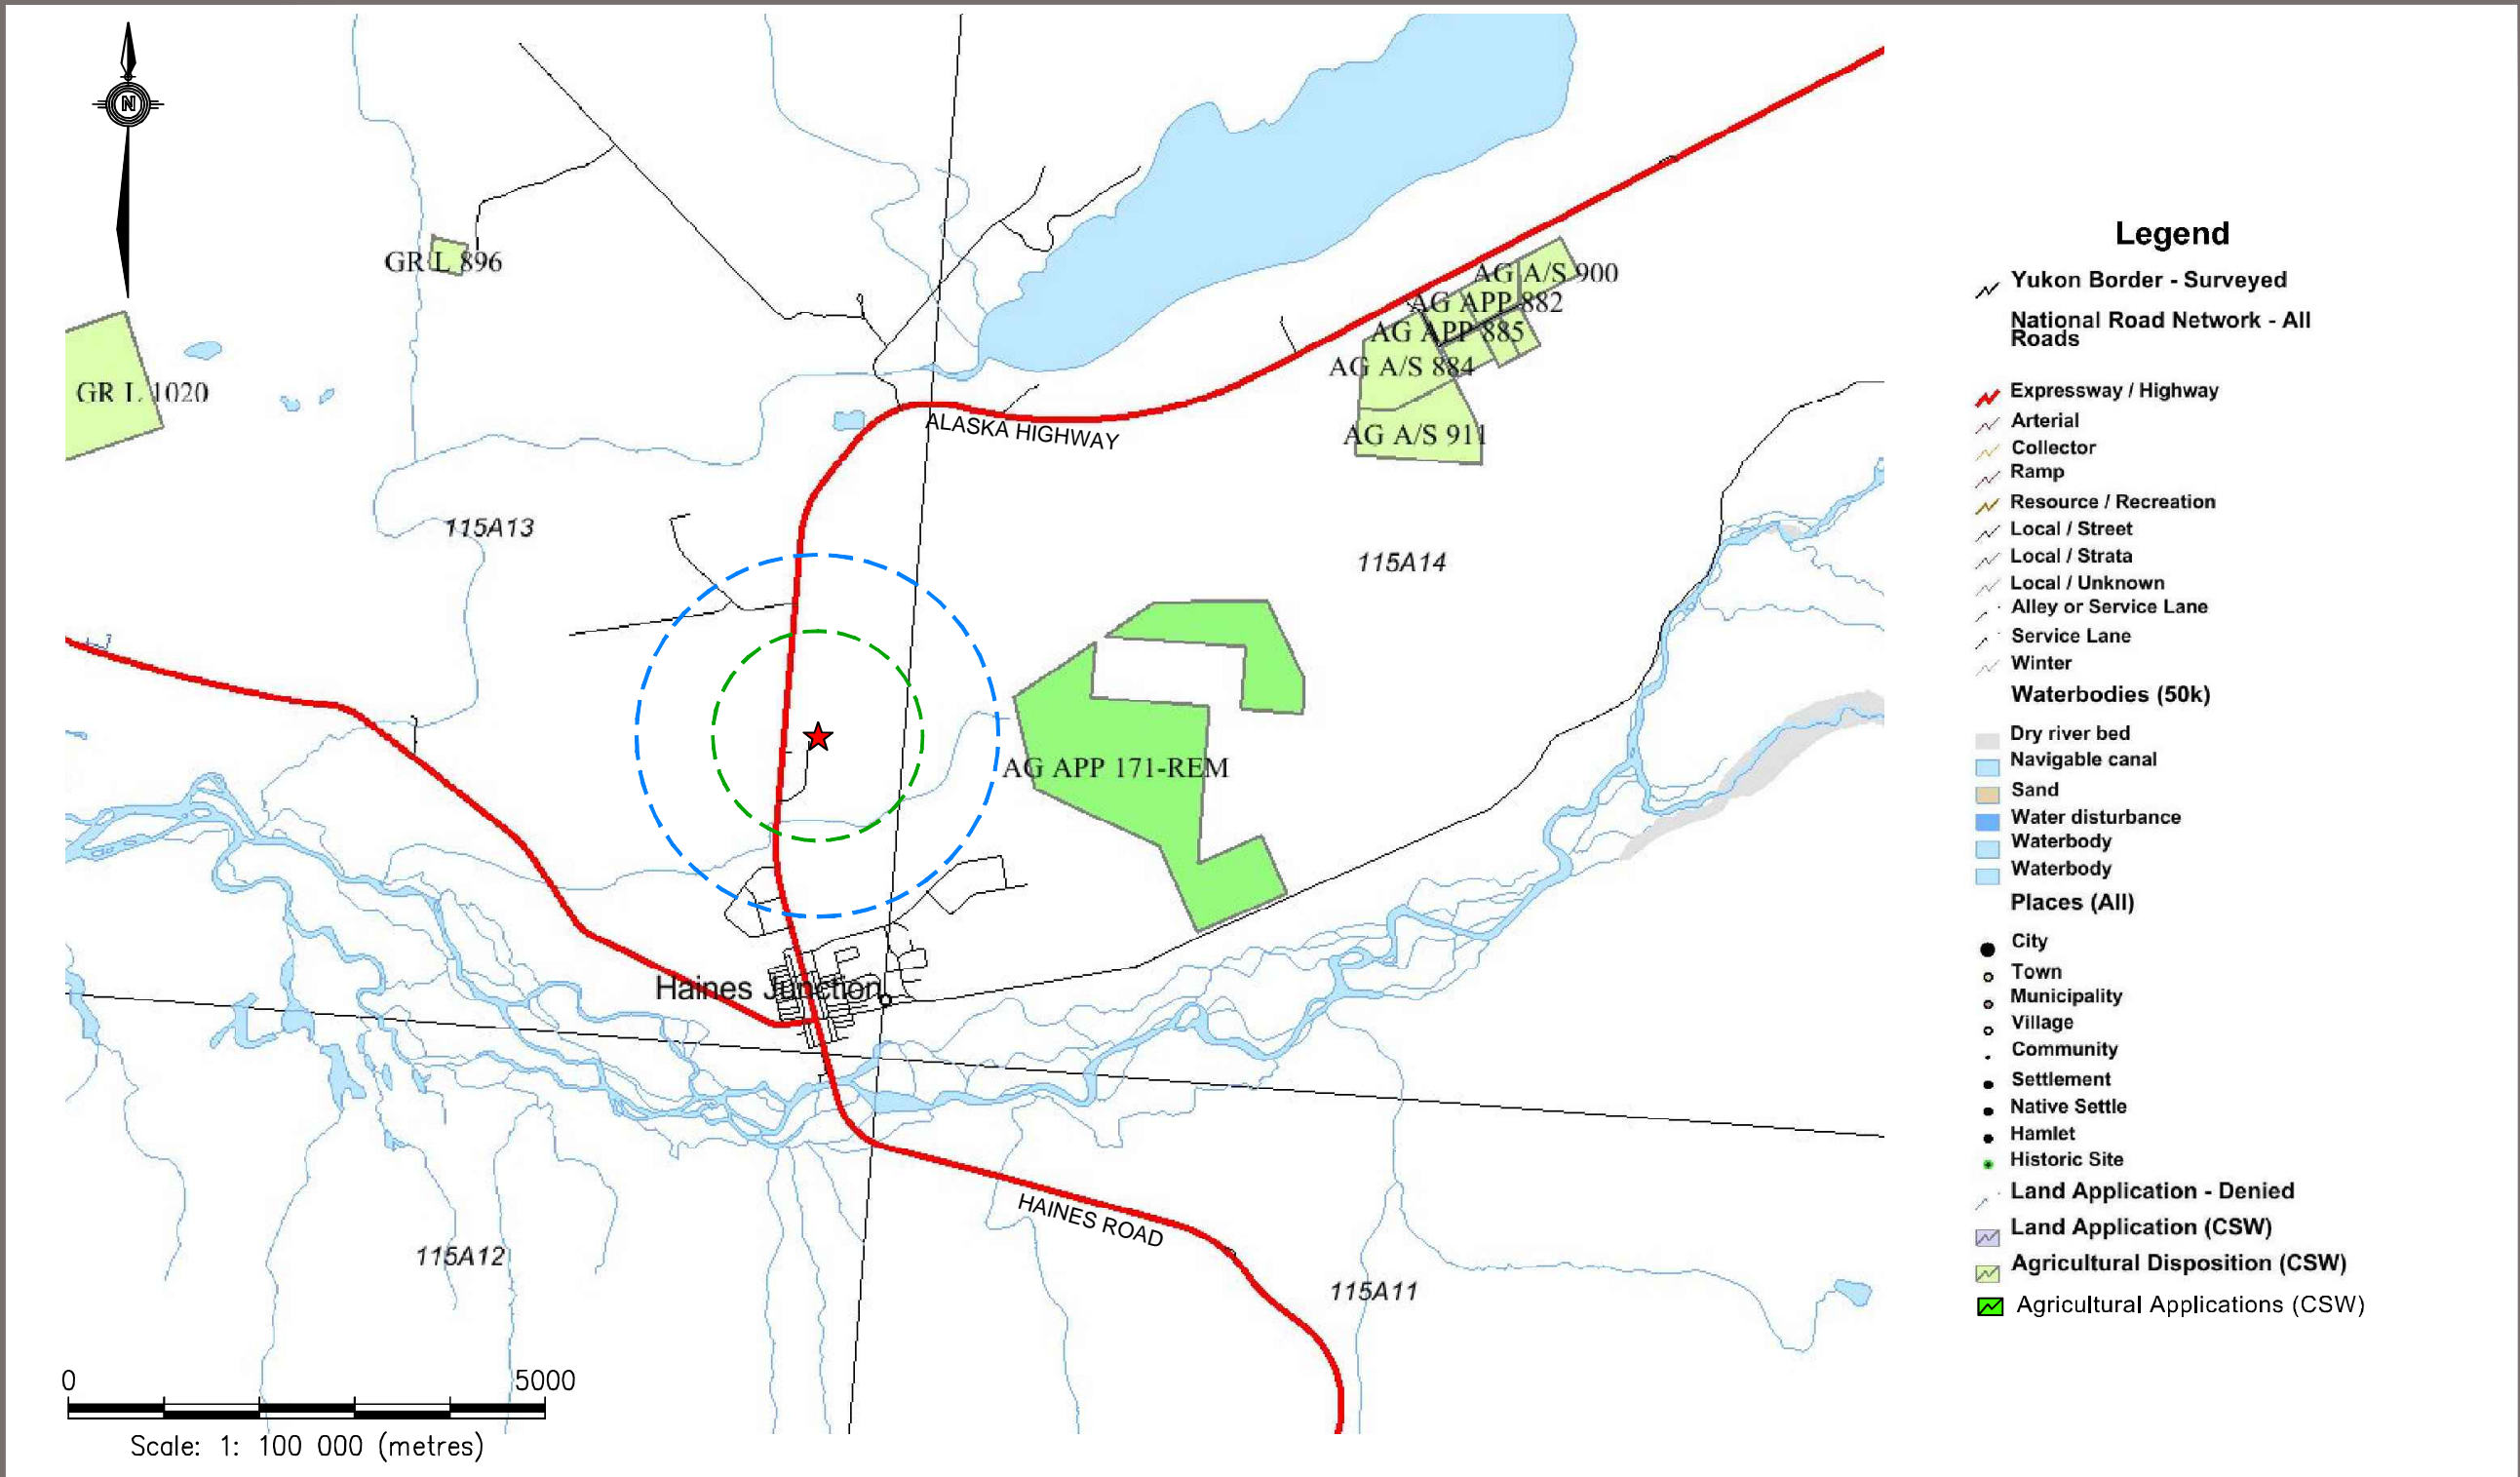 N
GR L 896
GR L 1020
AG A/S 900
AG APP 882
AG APP 885
AG A/S 884
AG A/S 911
ALASKA HIGHWAY
115A13
115A14
AG APP 171-REM
Haines Junction
HAINES ROAD
115A12
115A11
0 5000
Scale: 1: 100 000 (metres)
Legend
Yukon Border - Surveyed
National Road Network - All
Roads
Expressway / Highway
Arterial
Collector
Ramp
Resource / Recreation
Local / Street
Local / Strata
Local / Unknown
Alley or Service Lane
Service Lane
Winter
Waterbodies (50k)
Dry river bed
Navigable canal
Sand
Water disturbance
Waterbody
Waterbody
Places (All)
City
Town
Municipality
Village
Community
Settlement
Native Settle
Hamlet
Historic Site
Land Application - Denied
Land Application (CSW)
Agricultural Disposition (CSW)
Agricultural Applications (CSW)